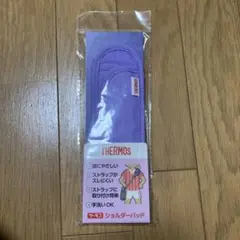 THERMOS
THERMOS
肩にやさしい
ストラップが
ズレにくい
ストラップに
取り付け簡単
手洗いOK
サーモス ショルダーパッド